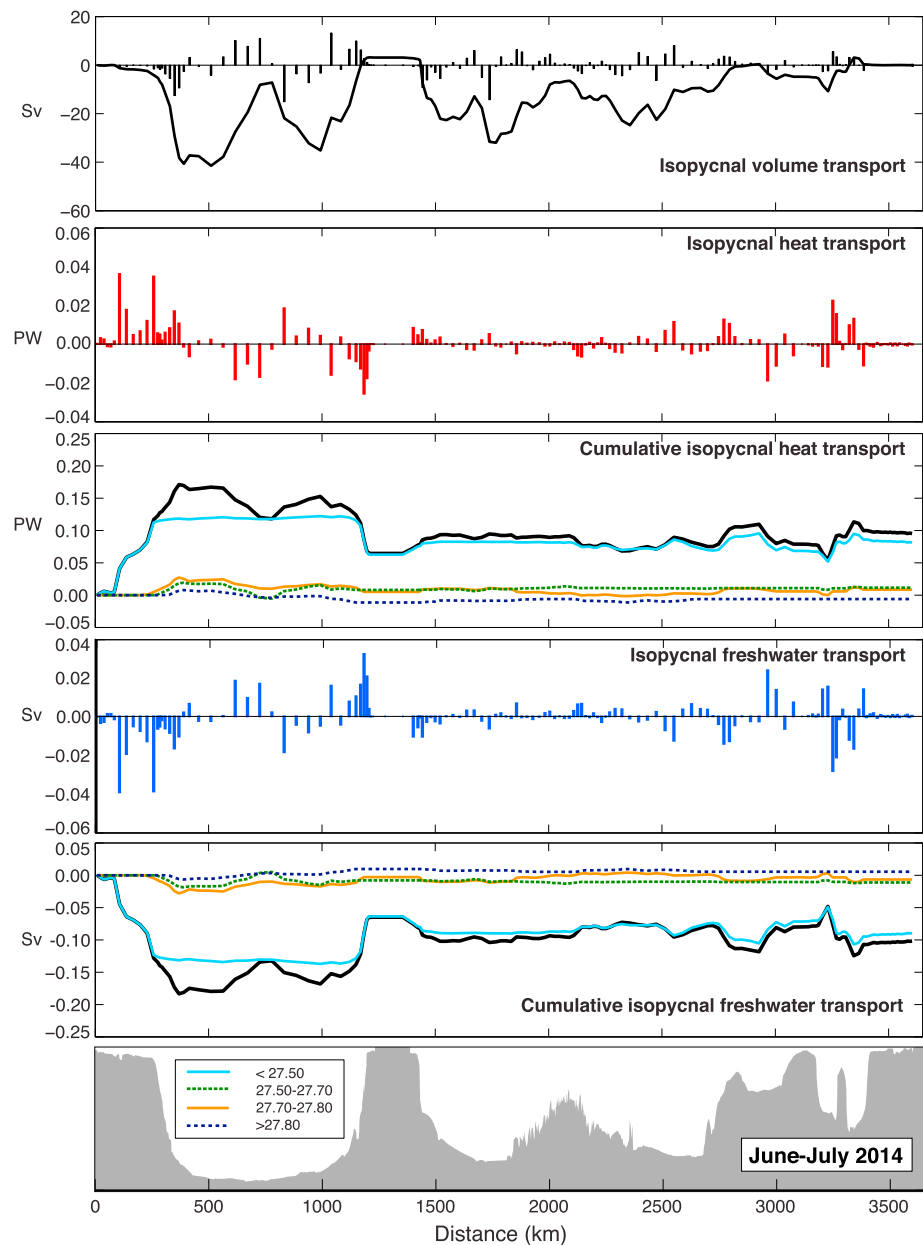 20
0
−20
−40
−60
Sv
Isopycnal volume transport
0.06
0.04
0.02
0.00
−0.02
−0.04
PW
Isopycnal heat transport
0.25
0.20
0.15
0.10
0.05
0.00
−0.05
PW
Cumulative isopycnal heat transport
0.04
0.02
0.00
−0.02
−0.04
−0.06
Sv
Isopycnal freshwater transport
0.05
0.00
−0.05
-0.10
-0.15
-0.20
-0.25
Sv
Cumulative isopycnal freshwater transport
< 27.50
27.50-27.70
27.70-27.80
>27.80
June-July 2014
0 500 1000 1500 2000 2500 3000 3500
Distance (km)